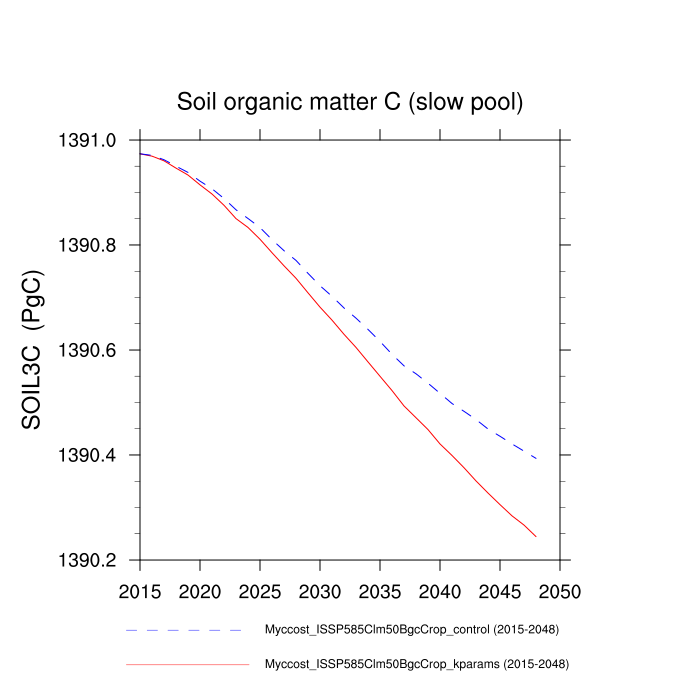 Soil organic matter C (slow pool)
SOIL3C (PgC)
1391.0
1390.8
1390.6
1390.4
1390.2
2015 2020 2025 2030 2035 2040 2045 2050
Myccost_ISSP585Clm50BgcCrop_control (2015-2048)
Myccost_ISSP585Clm50BgcCrop_kparams (2015-2048)